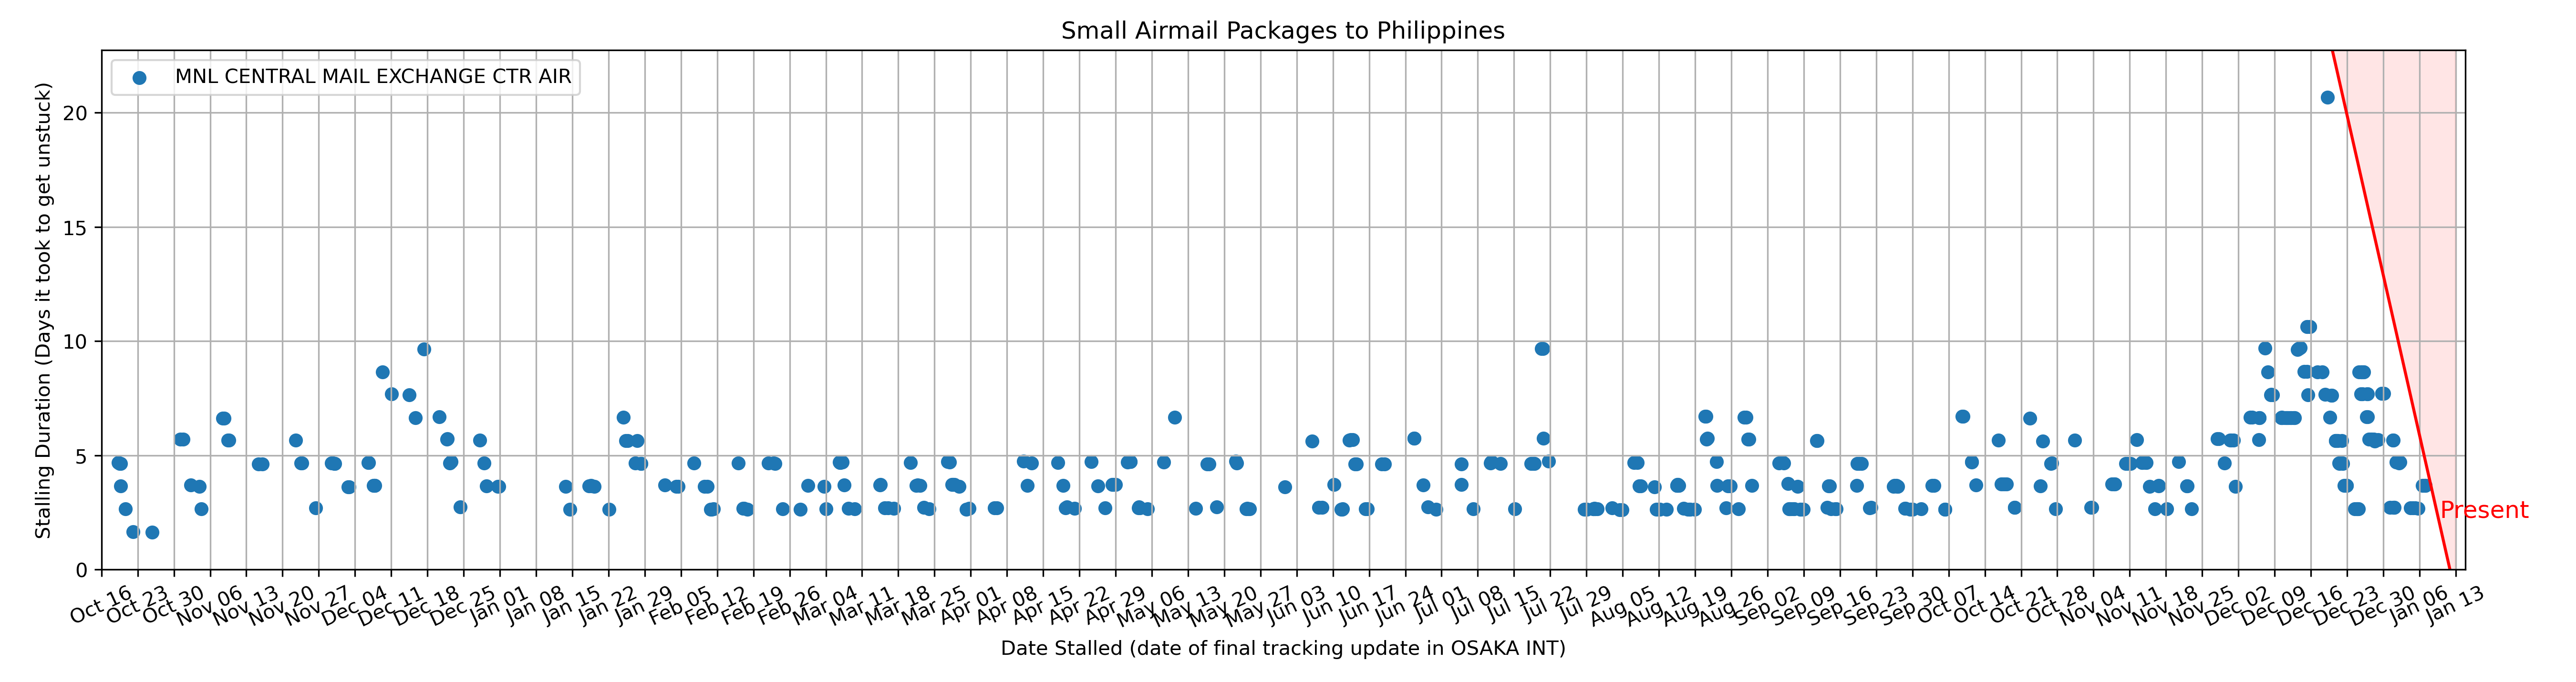 Small Airmail Packages to Philippines
MNL CENTRAL MAIL EXCHANGE CTR AIR
Stalling Duration (Days it took to get unstuck)
20
15
10
5
0
Present
Oct 16 Oct 23 Oct 30 Nov 06 Nov 13 Nov 20 Nov 27 Dec 04 Dec 11 Dec 18 Dec 25 Jan 01 Jan 08 Jan 15 Jan 22 Jan 29 Feb 05 Feb 12 Feb 19 Feb 26 Mar 04 Mar 11 Mar 18 Mar 25 Apr 01 Apr 08 Apr 15 Apr 22 Apr 29 May 06 May 13 May 20 May 27 Jun 03 Jun 10 Jun 17 Jun 24 Jul 01 Jul 08 Jul 15 Jul 22 Jul 29 Aug 05 Aug 12 Aug 19 Aug 26 Sep 02 Sep 09 Sep 16 Sep 23 Sep 30 Oct 07 Oct 14 Oct 21 Oct 28 Nov 04 Nov 11 Nov 18 Nov 25 Dec 02 Dec 09 Dec 16 Dec 23 Dec 30 Jan 06 Jan 13
Date Stalled (date of final tracking update in OSAKA INT)